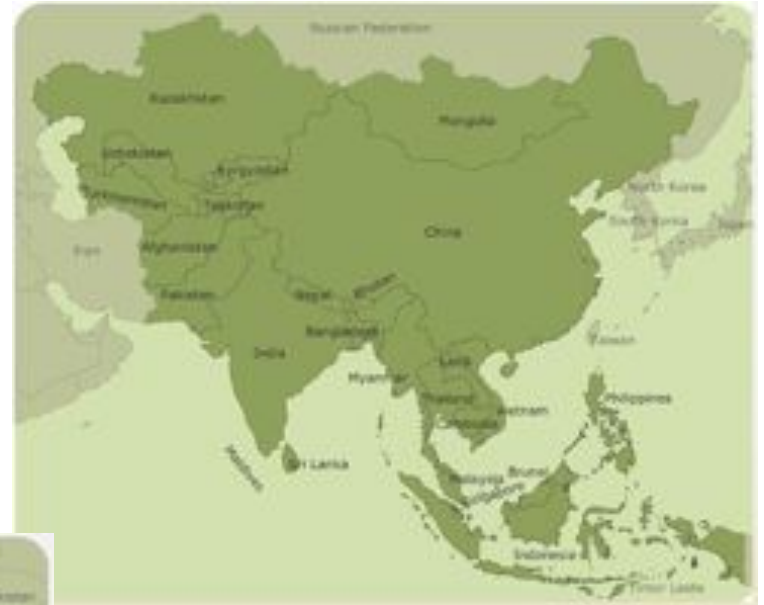 Russian Federation
Kazakhstan
Mongolia
Uzbekistan
Kyrgyzstan
North Korea
Turkmenistan
Tajikistan
South Korea
Japan
China
Iran
Afghanistan
Pakistan
Nepal
Bhutan
Bangladesh
Taiwan
India
Laos
Myanmar
Thailand
Philippines
Vietnam
Cambodia
Maldives
Sri Lanka
Malaysia
Brunei
Singapore
Indonesia
Timor Leste